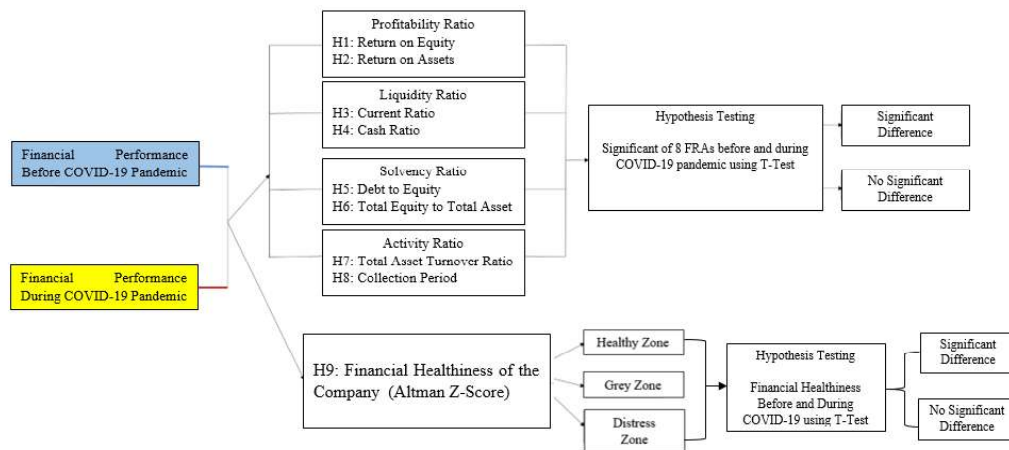 Financial Performance
Before COVID-19 Pandemic
Financial Performance
During COVID-19 Pandemic
Profitability Ratio
H1: Return on Equity
H2: Return on Assets
Liquidity Ratio
H3: Current Ratio
H4: Cash Ratio
Solvency Ratio
H5: Debt to Equity
H6: Total Equity to Total Asset
Activity Ratio
H7: Total Asset Turnover Ratio
H8: Collection Period
Hypothesis Testing
Significant of 8 FRAs before and during
COVID-19 pandemic using T-Test
Significant
Difference
No Significant
Difference
H9: Financial Healthiness of the
Company (Altman Z-Score)
Healthy Zone
Grey Zone
Distress
Zone
Hypothesis Testing
Financial Healthiness
Before and During
COVID-19 using T-Test
Significant
Difference
No Significant
Difference